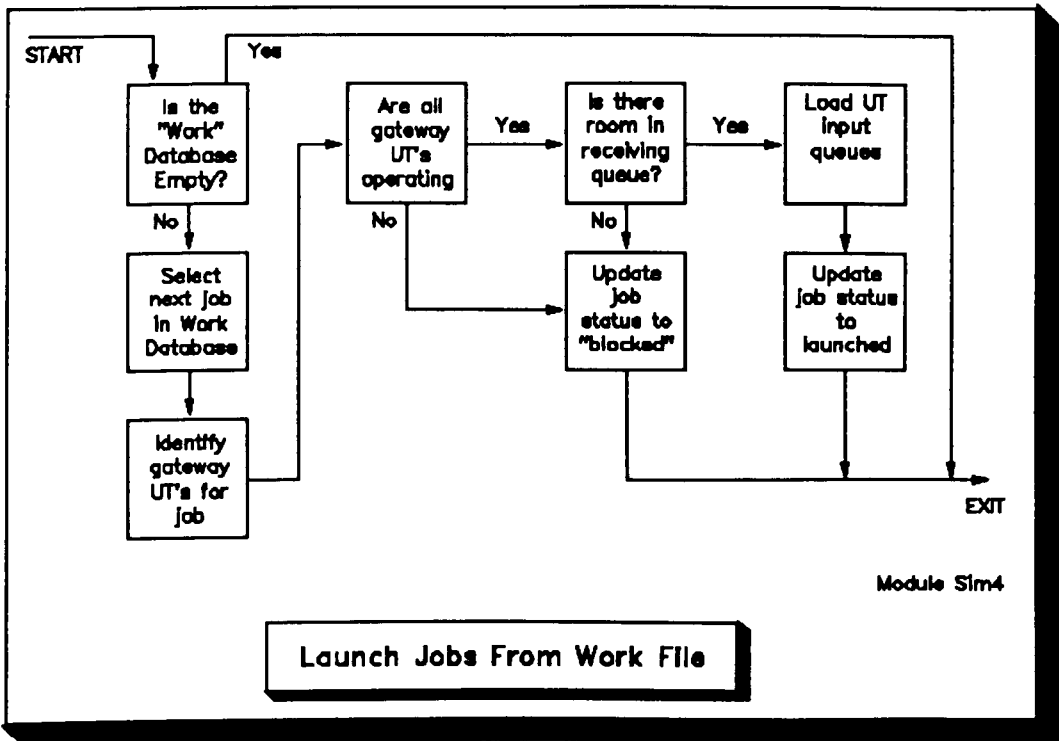 START
Yes
Is the
"Work"
Database
Empty?
No
Select
next job
in Work
Database
Identify
gateway
UT's for
job
Are all
gateway
UT's
operating
Yes
No
Is there
room in
receiving
queue?
Yes
No
Update
job
status to
"blocked"
Load UT
input
queues
Update
job status
to
launched
EXIT
Module Sim4
Launch Jobs From Work File